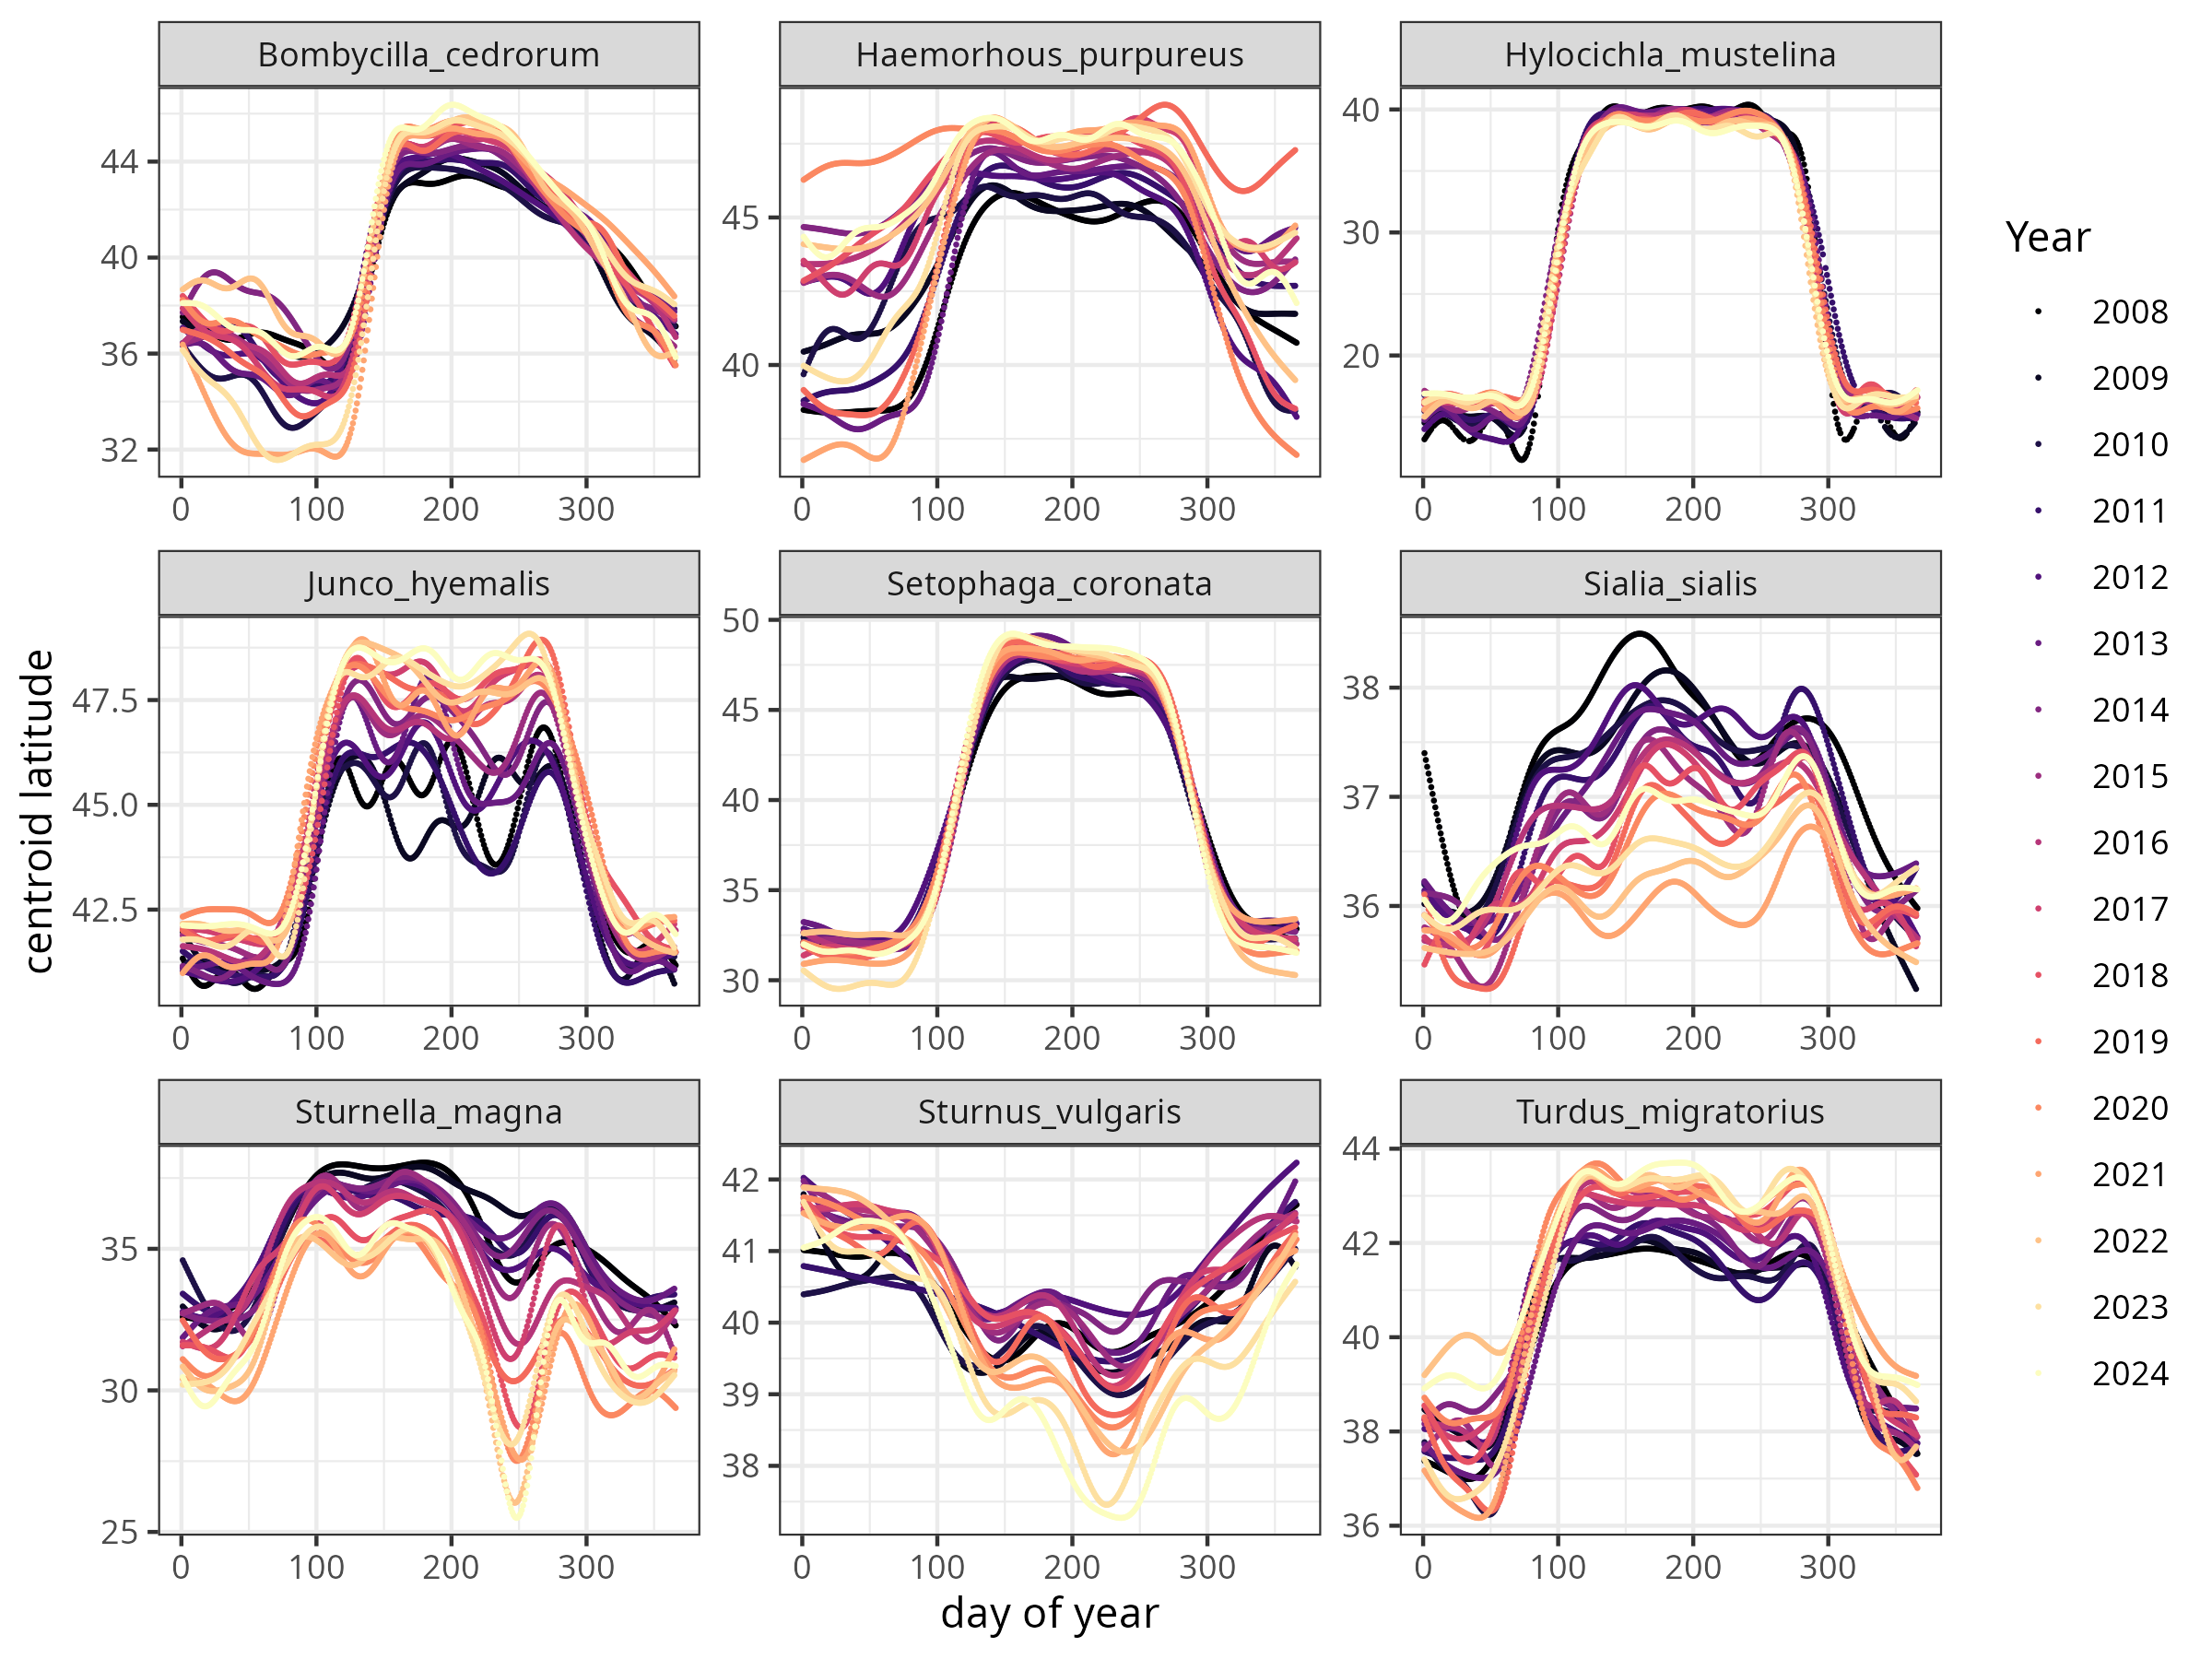 Bombycilla_cedrorum
Haemorhous_purpureus
Hylocichla_mustelina
44
40
36
32
0 100 200 300
45
40
0 100 200 300
40
30
20
0 100 200 300
Junco_hyemalis
Setophaga_coronata
Sialia_sialis
47.5
45.0
42.5
0 100 200 300
50
45
40
35
30
0 100 200 300
38
37
36
0 100 200 300
Sturnella_magna
Sturnus_vulgaris
Turdus_migratorius
35
30
25
0 100 200 300
42
41
40
39
38
0 100 200 300
44
42
40
38
36
0 100 200 300
centroid latitude
day of year
Year
2008
2009
2010
2011
2012
2013
2014
2015
2016
2017
2018
2019
2020
2021
2022
2023
2024